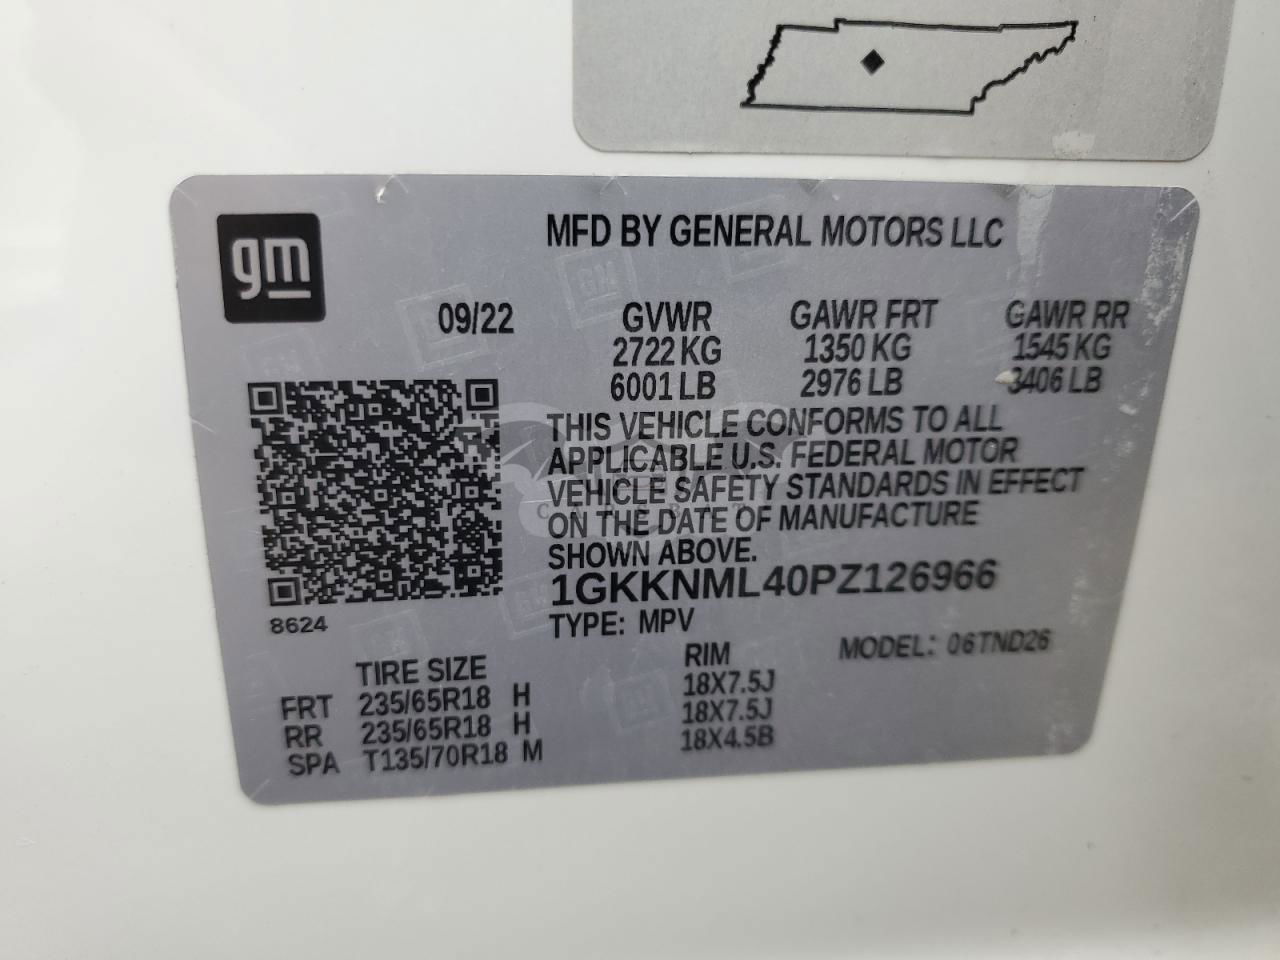 gm
MFD BY GENERAL MOTORS LLC
09/22 GVWR GAWR FRT GAWR RR
2722 KG 1350 KG 1545 KG
6001 LB 2976 LB 3406 LB
THIS VEHICLE CONFORMS TO ALL
APPLICABLE U.S. FEDERAL MOTOR
VEHICLE SAFETY STANDARDS IN EFFECT
ON THE DATE OF MANUFACTURE
SHOWN ABOVE.
1GKKNML40PZ126966
8624
TYPE: MPV MODEL: 06TND26
TIRE SIZE RIM
FRT 235/65R18 H 18X7.5J
RR 235/65R18 H 18X7.5J
SPA T135/70R18 M 18X4.5B